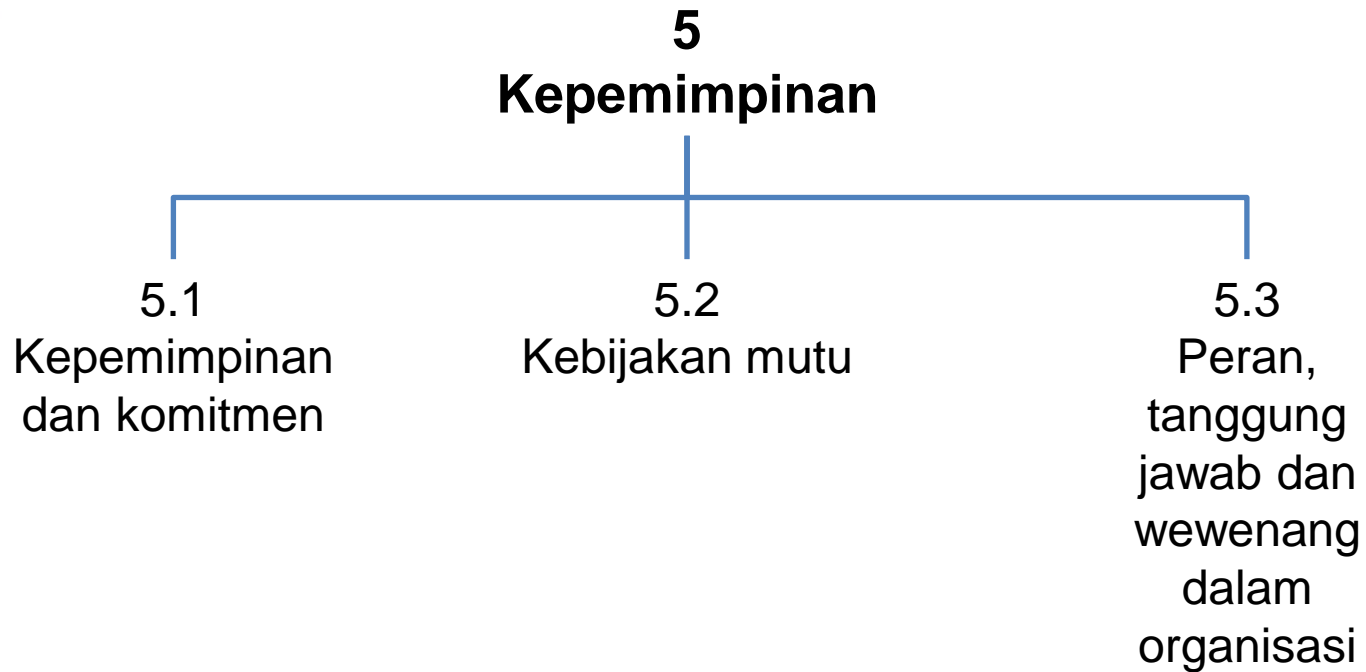 5
Kepemimpinan
5.1
Kepemimpinan
dan komitmen
5.2
Kebijakan mutu
5.3
Peran,
tanggung
jawab dan
wewenang
dalam
organisasi